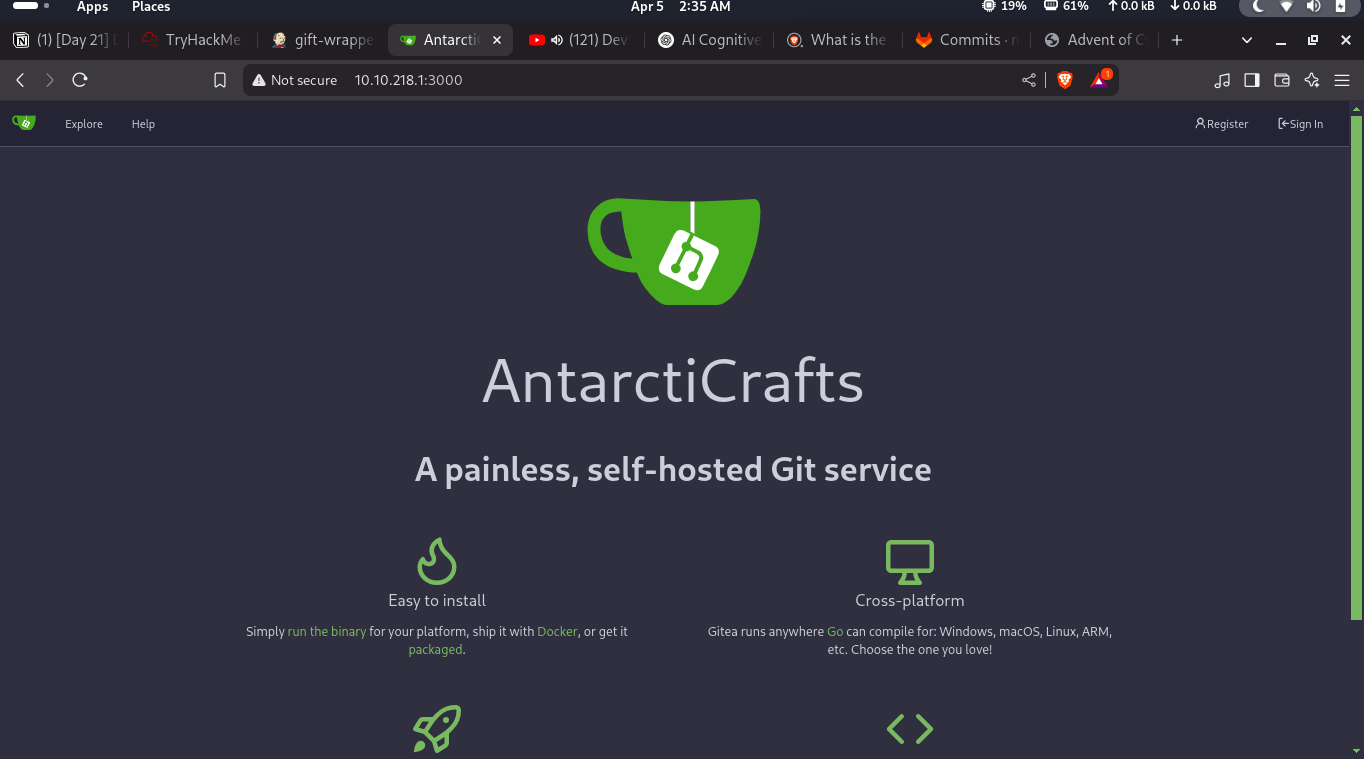 Apps Places Apr 5 2:35 AM 19% 61% 0.0 kB 0.0 kB
(1) [Day 21] TryHackMe gift-wrappe Antarcti (121) Dev AI Cognitive What is the Commits · Advent of C
Not secure 10.10.218.1:3000 1
Explore Help Register Sign In
AntarctiCrafts
A painless, self-hosted Git service
Easy to install
Simply run the binary for your platform, ship it with Docker, or get it
packaged.
Cross-platform
Gitea runs anywhere Go can compile for: Windows, macOS, Linux, ARM,
etc. Choose the one you love!